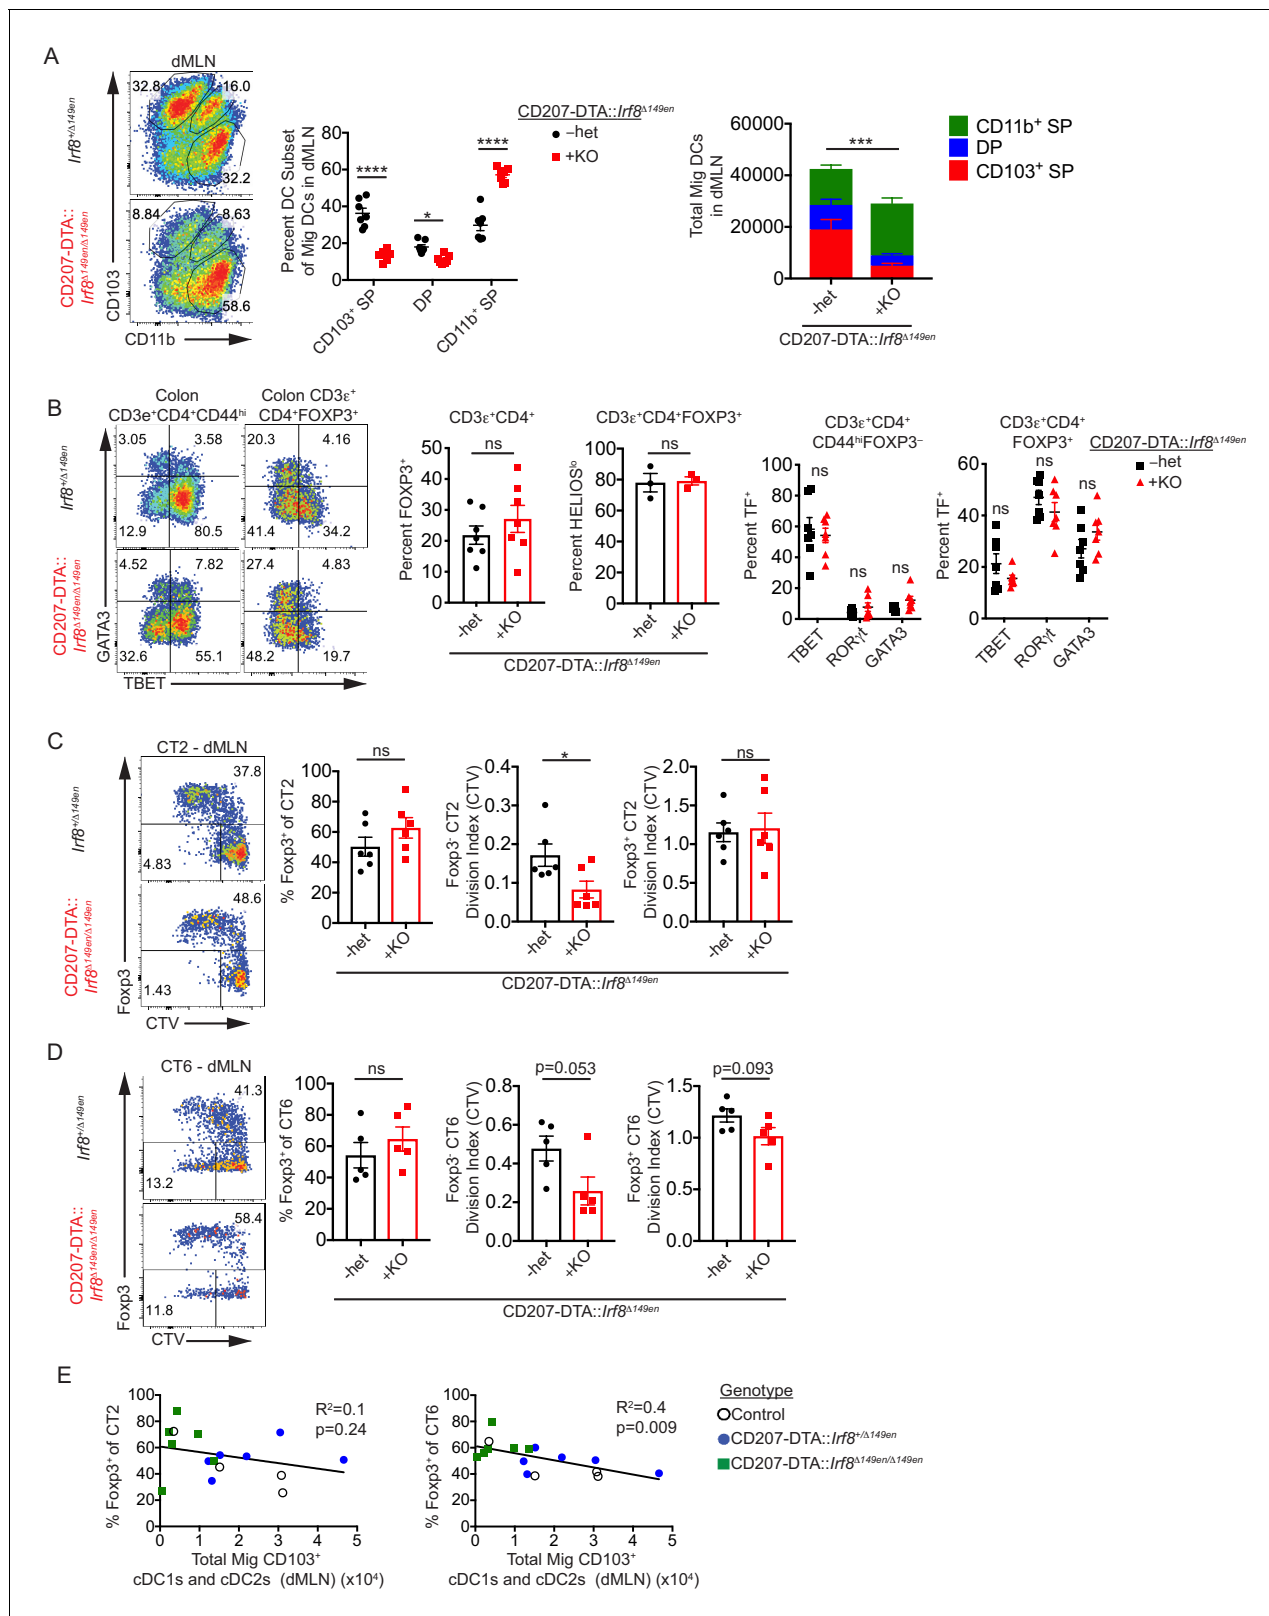 A
dMLN
Irf8+/Δ149en
CD207-DTA::
Irf8Δ149en/Δ149en
32.8
16.0
32.2
8.84
8.63
58.6
CD103
CD11b
Percent DC Subset
of Mig DCs in dMLN
80
60
40
20
0
****
*
****
CD103+ SP
DP
CD11b+ SP
CD207-DTA::Irf8Δ149en
–het
+KO
Total Mig DCs
in dMLN
60000
40000
20000
0
***
-het
+KO
CD207-DTA::Irf8Δ149en
CD11b+ SP
DP
CD103+ SP
B
Colon
CD3e+CD4+CD44hi
Colon CD3ε+
CD4+FOXP3+
Irf8+/Δ149en
CD207-DTA::
Irf8Δ149en/Δ149en
3.05
3.58
12.9
80.5
20.3
4.16
41.4
34.2
4.52
7.82
32.6
55.1
27.4
4.83
48.2
19.7
GATA3
TBET
CD3ε+CD4+
Percent FOXP3+
50
40
30
20
10
0
ns
-het
+KO
CD3ε+CD4+FOXP3+
Percent HELIOSlo
100
80
60
40
20
0
ns
-het
+KO
CD207-DTA::Irf8Δ149en
CD3ε+CD4+
CD44hiFOXP3–
Percent TF+
100
80
60
40
20
0
ns
ns
ns
TBET
RORγt
GATA3
CD3ε+CD4+
FOXP3+
Percent TF+
60
40
20
0
ns
ns
ns
TBET
RORγt
GATA3
CD207-DTA::Irf8Δ149en
–het
+KO
C
CT2 - dMLN
Irf8+/Δ149en
CD207-DTA::
Irf8Δ149en/Δ149en
37.8
4.83
48.6
1.43
Foxp3
CTV
% Foxp3+ of CT2
100
80
60
40
20
0
ns
-het
+KO
Foxp3- CT2
Division Index (CTV)
0.4
0.3
0.2
0.1
0.0
*
-het
+KO
Foxp3+ CT2
Division Index (CTV)
2.0
1.5
1.0
0.5
0.0
ns
-het
+KO
CD207-DTA::Irf8Δ149en
D
CT6 - dMLN
Irf8+/Δ149en
CD207-DTA::
Irf8Δ149en/Δ149en
41.3
13.2
58.4
11.8
Foxp3
CTV
% Foxp3+ of CT6
100
80
60
40
20
0
ns
-het
+KO
Foxp3- CT6
Division Index (CTV)
0.8
0.6
0.4
0.2
0.0
p=0.053
-het
+KO
Foxp3+ CT6
Division Index (CTV)
1.5
1.0
0.5
0.0
p=0.093
-het
+KO
CD207-DTA::Irf8Δ149en
E
% Foxp3+ of CT2
100
80
60
40
20
0
R2=0.1
p=0.24
0 1 2 3 4 5
Total Mig CD103+
cDC1s and cDC2s (dMLN) (x104)
% Foxp3+ of CT6
100
80
60
40
20
0
R2=0.4
p=0.009
0 1 2 3 4 5
Total Mig CD103+
cDC1s and cDC2s (dMLN) (x104)
Genotype
Control
CD207-DTA::Irf8+/Δ149en
CD207-DTA::Irf8Δ149en/Δ149en